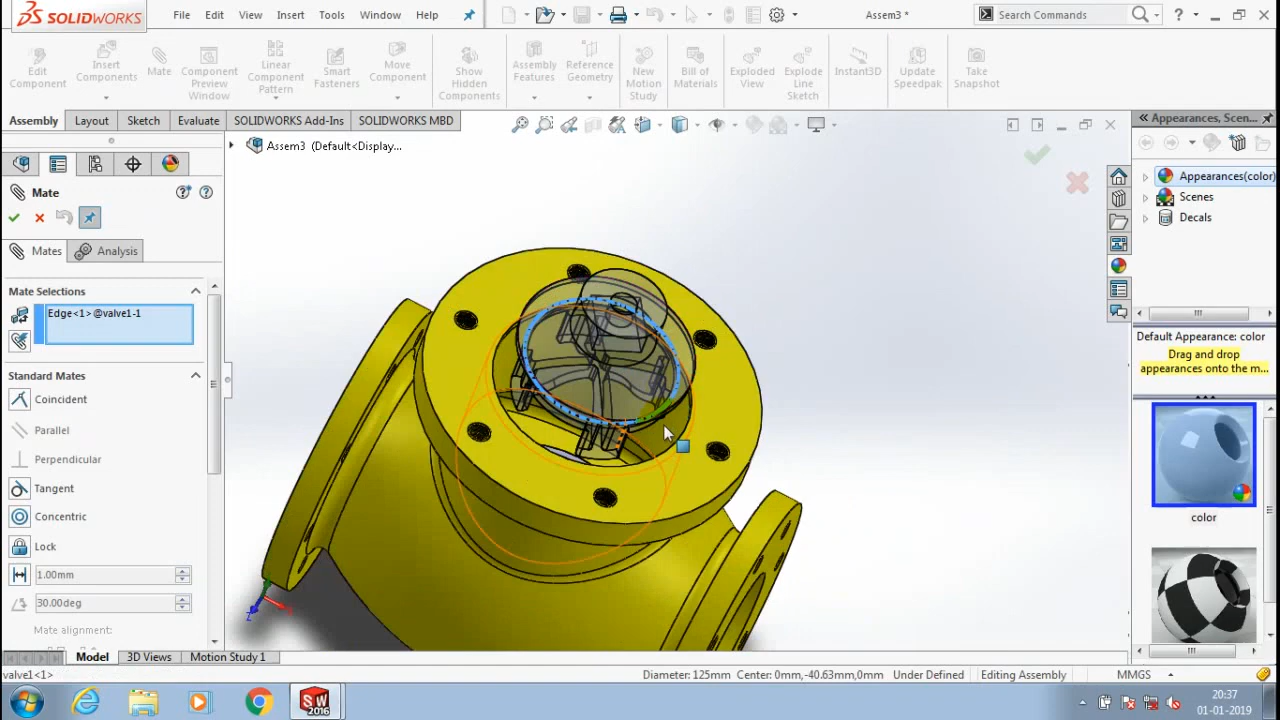 SOLIDWORKS File Edit View Insert Tools Window Help Assem3 * Search Commands
Edit Component
Insert Components
Mate
Component Preview Window
Linear Component Pattern
Smart Fasteners
Move Component
Show Hidden Components
Assembly Features
Reference Geometry
New Motion Study
Bill of Materials
Exploded View
Explode Line Sketch
Instant3D
Update Speedpak
Take Snapshot
Assembly Layout Sketch Evaluate SOLIDWORKS Add-Ins SOLIDWORKS MBD
Assem3 (Default<Display...
Mate
Mates Analysis
Mate Selections
Edge<1>@valve1-1
Standard Mates
Coincident
Parallel
Perpendicular
Tangent
Concentric
Lock
1.00mm
30.00deg
Mate alignment:
Appearances, Scen...
Appearances(color)
Scenes
Decals
Default Appearance: color
Drag and drop
appearances onto the m...
color
Model 3D Views Motion Study 1
valve1<1> Diameter: 125mm Center: 0mm,-40.63mm,0mm Under Defined Editing Assembly MMGS
SW
2016
20:37
01-01-2019